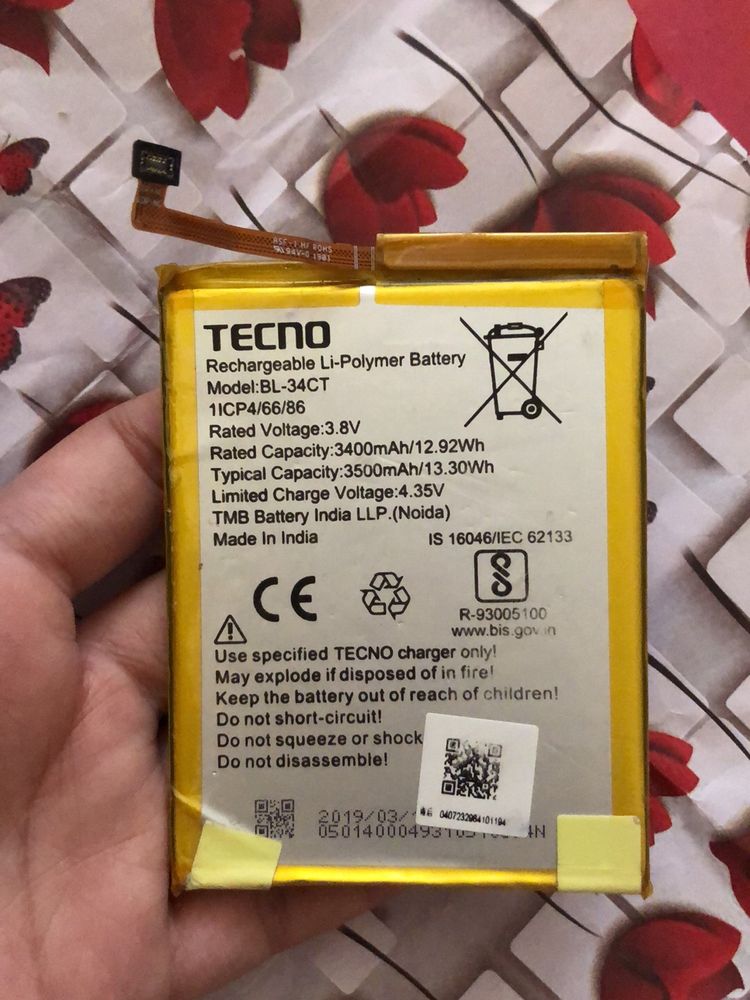 TECNO
Rechargeable Li-Polymer Battery
Model:BL-34CT
1ICP4/66/86
Rated Voltage:3.8V
Rated Capacity:3400mAh/12.92Wh
Typical Capacity:3500mAh/13.30Wh
Limited Charge Voltage:4.35V
TMB Battery India LLP.(Noida)
Made In India
IS 16046/IEC 62133
CE
R-93005100
www.bis.gov.in
Use specified TECNO charger only!
May explode if disposed of in fire!
Keep the battery out of reach of children!
Do not short-circuit!
Do not squeeze or shock
Do not disassemble!
0407232984101194
2019/03/